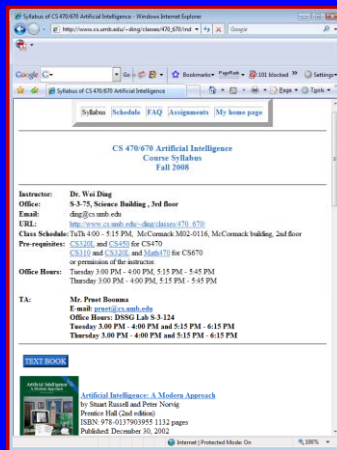 Syllabus of CS 470/670 Artificial Intelligence - Windows Internet Explorer
http://www.cs.umb.edu/~ding/classes/470_670/ind
Google
Google
Go
Bookmarks
PageRank
101 blocked
Settings
Syllabus of CS 470/670 Artificial Intelligence
Page
Tools
Syllabus Schedule FAQ Assignments My home page
CS 470/670 Artificial Intelligence
Course Syllabus
Fall 2008
Instructor: Dr. Wei Ding
Office: S-3-75, Science Building , 3rd floor
Email: ding@cs.umb.edu
URL: http://www.cs.umb.edu/~ding/classes/470_670/
Class Schedule: TuTh 4:00 - 5:15 PM, McCormack M02-0116, McCormack building, 2nd floor
Pre-requisites: CS320L and CS450 for CS470
CS310 and CS320L and Math470 for CS670
or permission of the instructor
Office Hours: Tuesday 3:00 PM - 4:00 PM, 5:15 PM - 5:45 PM
Thursday 3:00 PM - 4:00 PM, 5:15 PM - 5:45 PM
TA: Mr. Pruet Boonma
E-mail: pruet@cs.umb.edu
Office Hours: DSSG Lab S-3-124
Tuesday 3.00 PM - 4:00 PM and 5:15 PM - 6:15 PM
Thursday 3.00 PM - 4:00 PM and 5:15 PM - 6:15 PM
TEXT BOOK
Artificial Intelligence
Artificial Intelligence: A Modern Approach
by Stuart Russell and Peter Norvig
Prentice Hall (2nd edition)
ISBN: 978-0137903955 1132 pages
Published: December 30, 2002
Internet | Protected Mode: On
100%